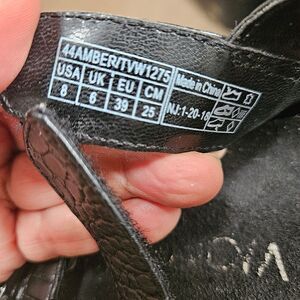 44AMBER/TVW1275
USA UK EU CM
8 6 39 25
Made in China
NJ:1-20-16